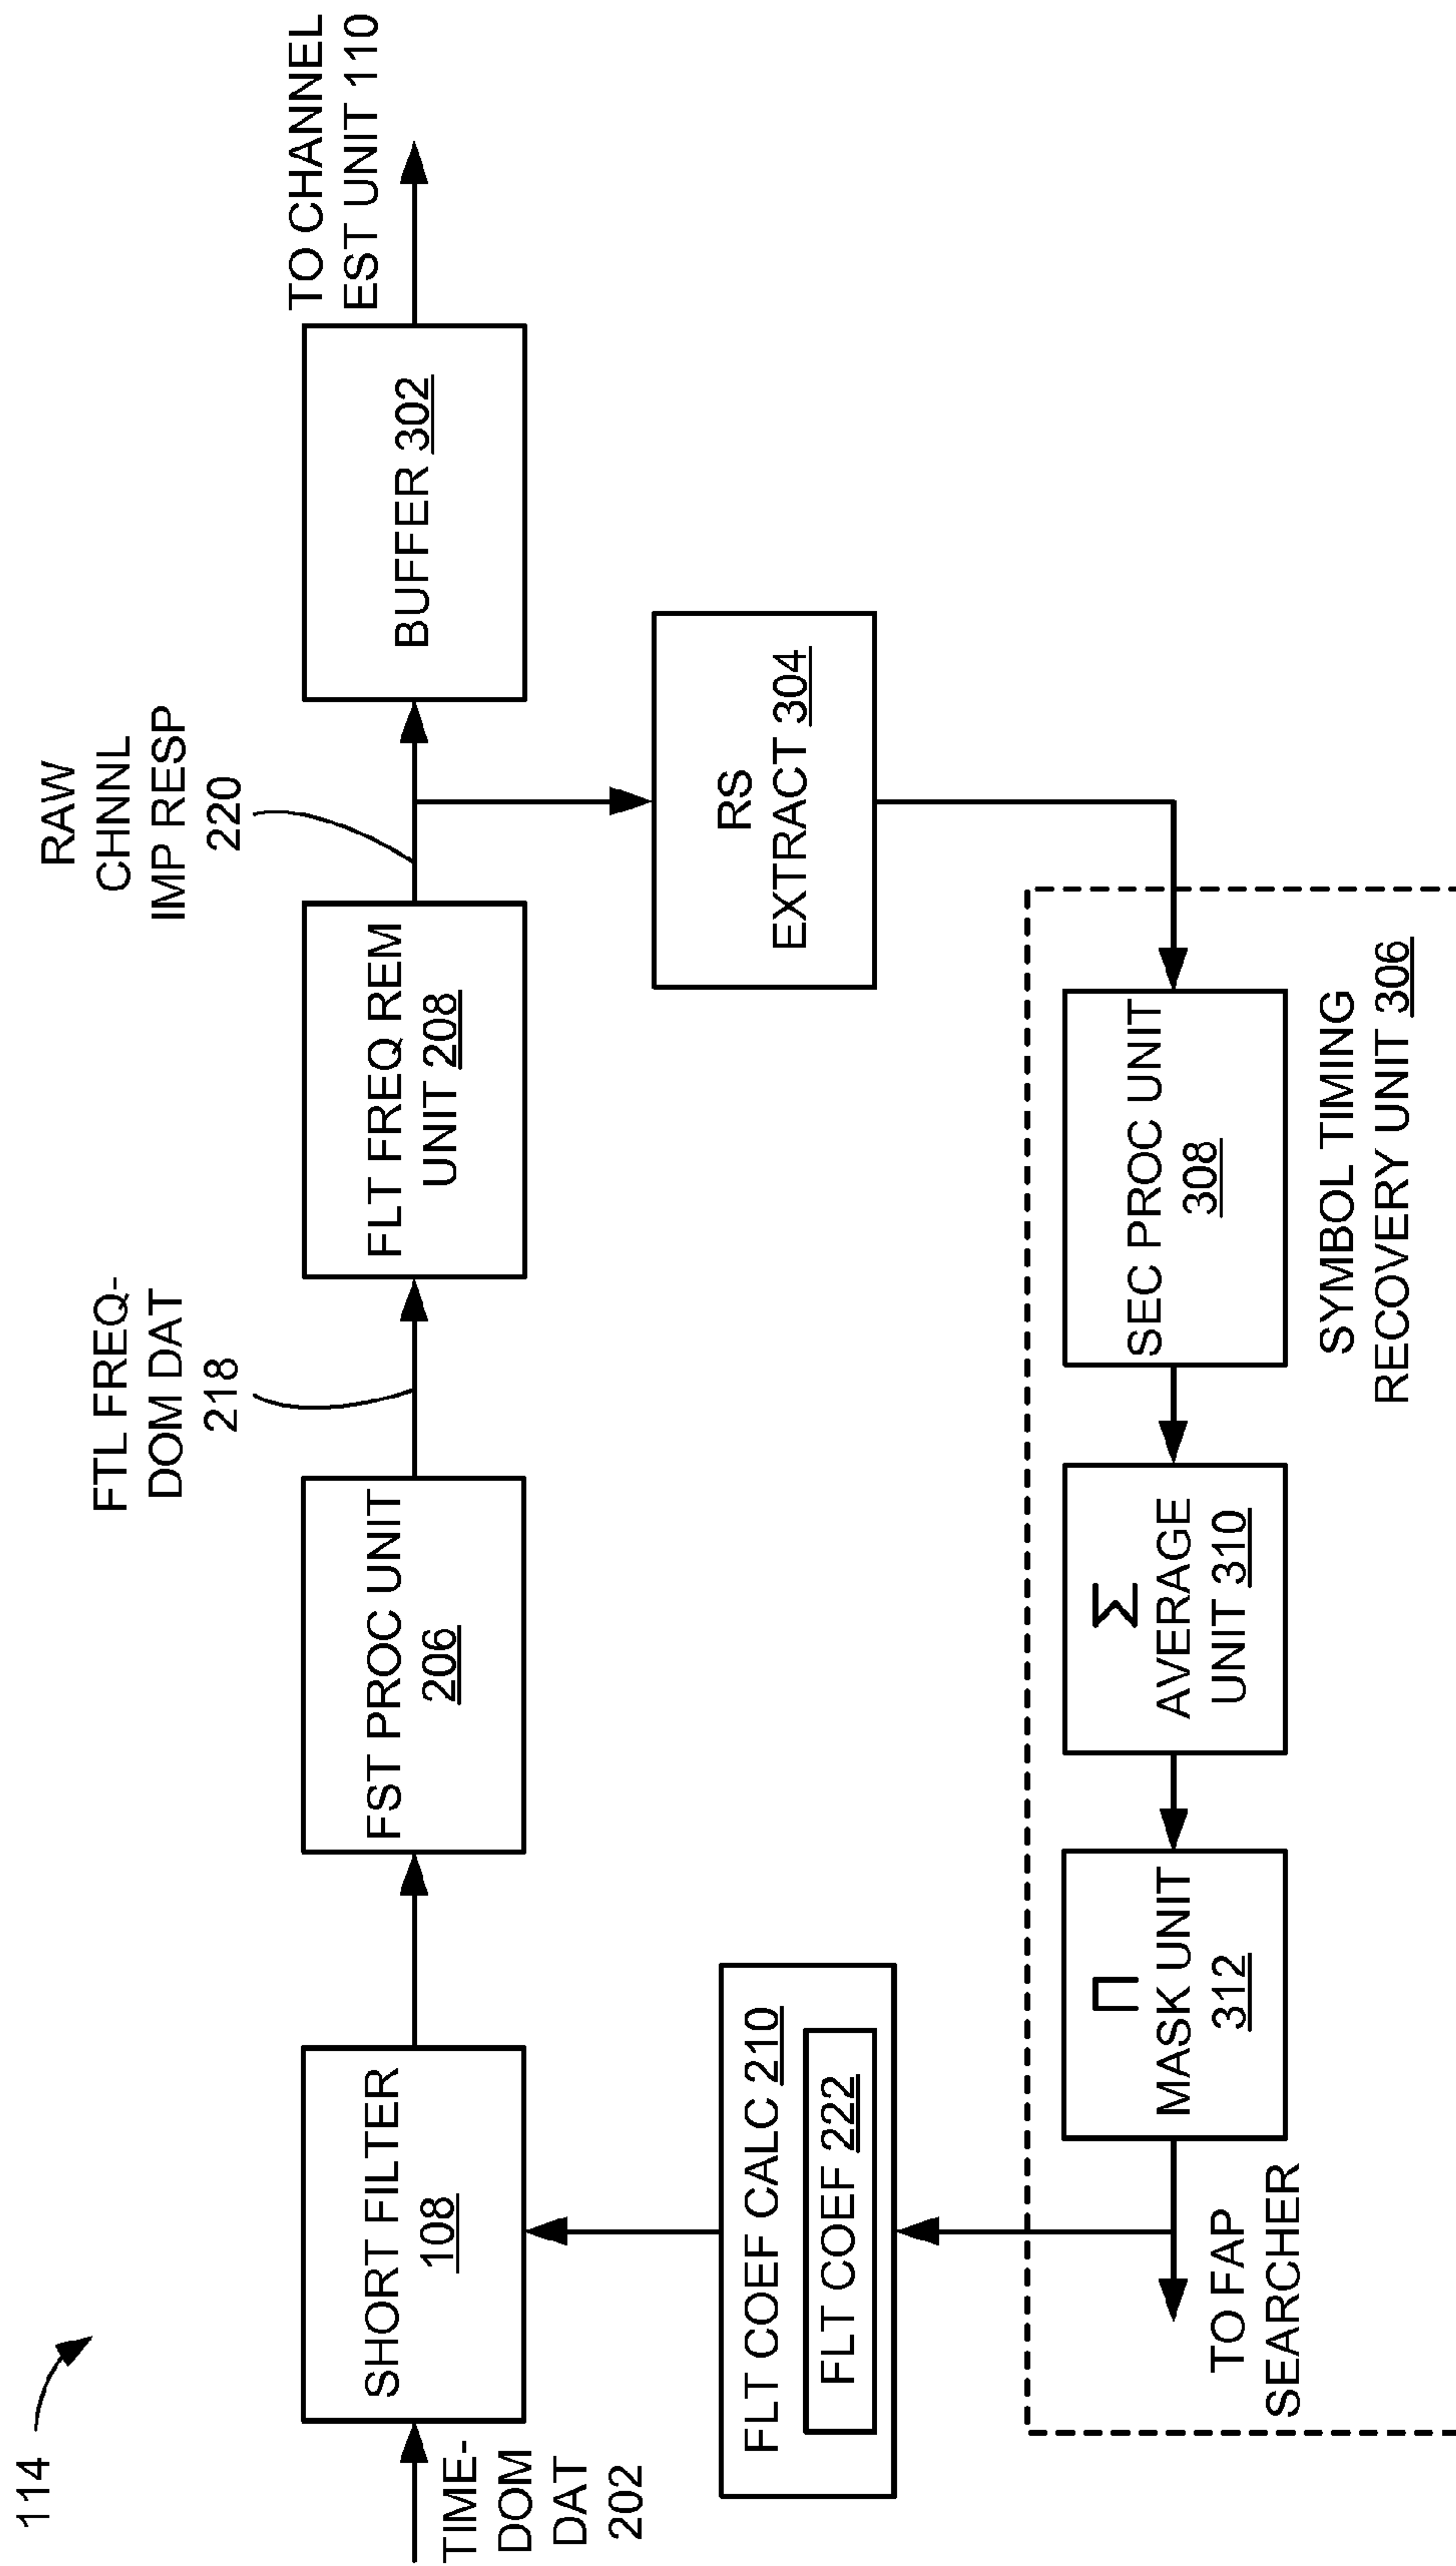 114
TIME-
DOM
DAT
202
SHORT FILTER
108
FST PROC UNIT
206
FTL FREQ-
DOM DAT
218
FLT FREQ REM
UNIT 208
RAW
CHNNL
IMP RESP
220
BUFFER 302
TO CHANNEL
EST UNIT 110
FLT COEF CALC 210
FLT COEF 222
RS
EXTRACT 304
TO FAP
SEARCHER
Π
MASK UNIT
312
Σ
AVERAGE
UNIT 310
SEC PROC UNIT
308
SYMBOL TIMING
RECOVERY UNIT 306